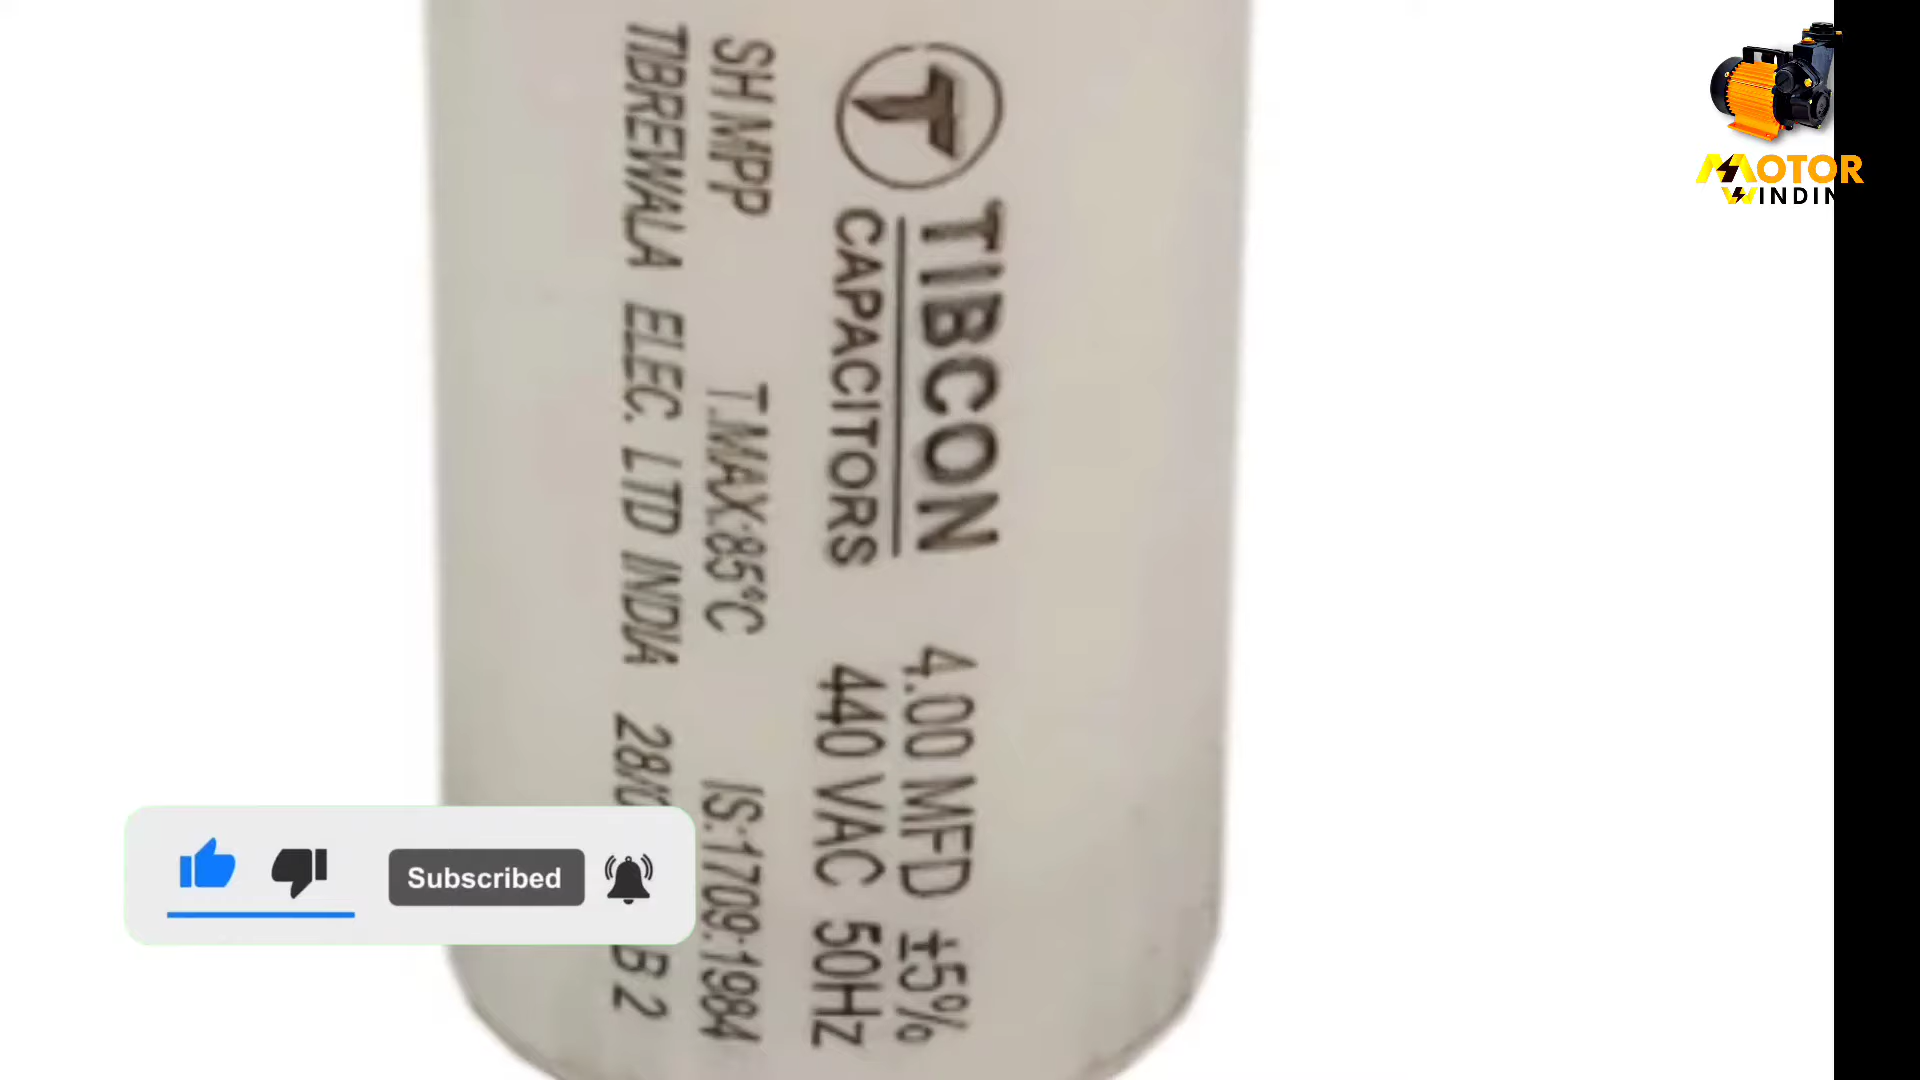 TIBCON
CAPACITORS
4.00 MFD ±5%
440 VAC 50Hz
SH MPP T.MAX:85°C IS:1709:1984
TIBREWALA ELEC. LTD INDIA B 2
MOTOR
Subscribed